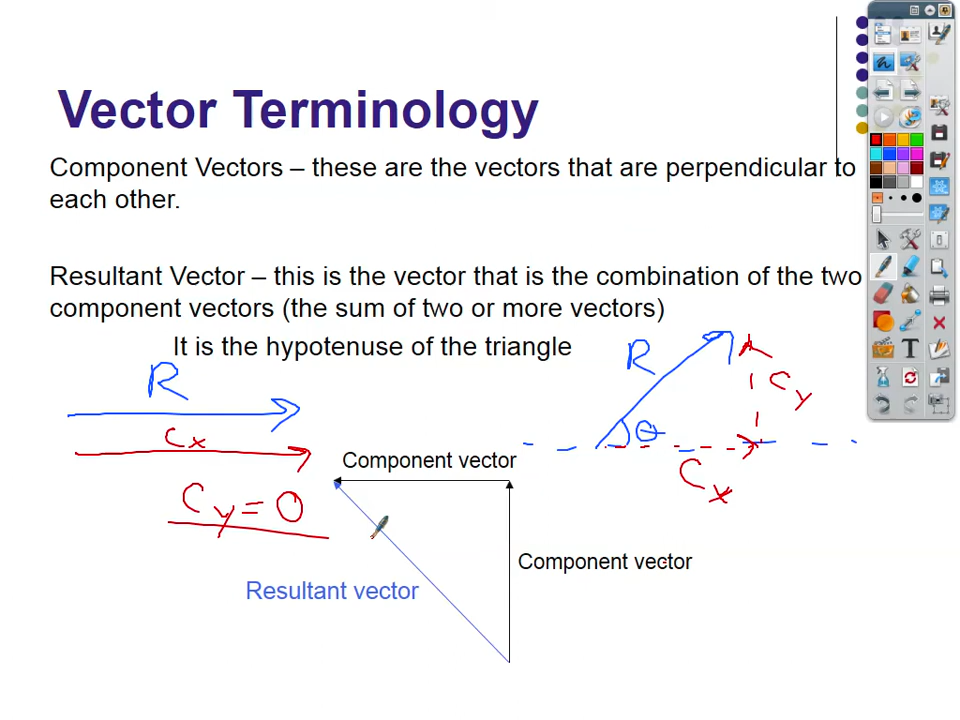 Vector Terminology
Component Vectors – these are the vectors that are perpendicular to
each other.
Resultant Vector – this is the vector that is the combination of the two
component vectors (the sum of two or more vectors)
It is the hypotenuse of the triangle
R
R
Cy
θ
Cx
Cx
Component vector
Cy = 0
Component vector
Resultant vector
T